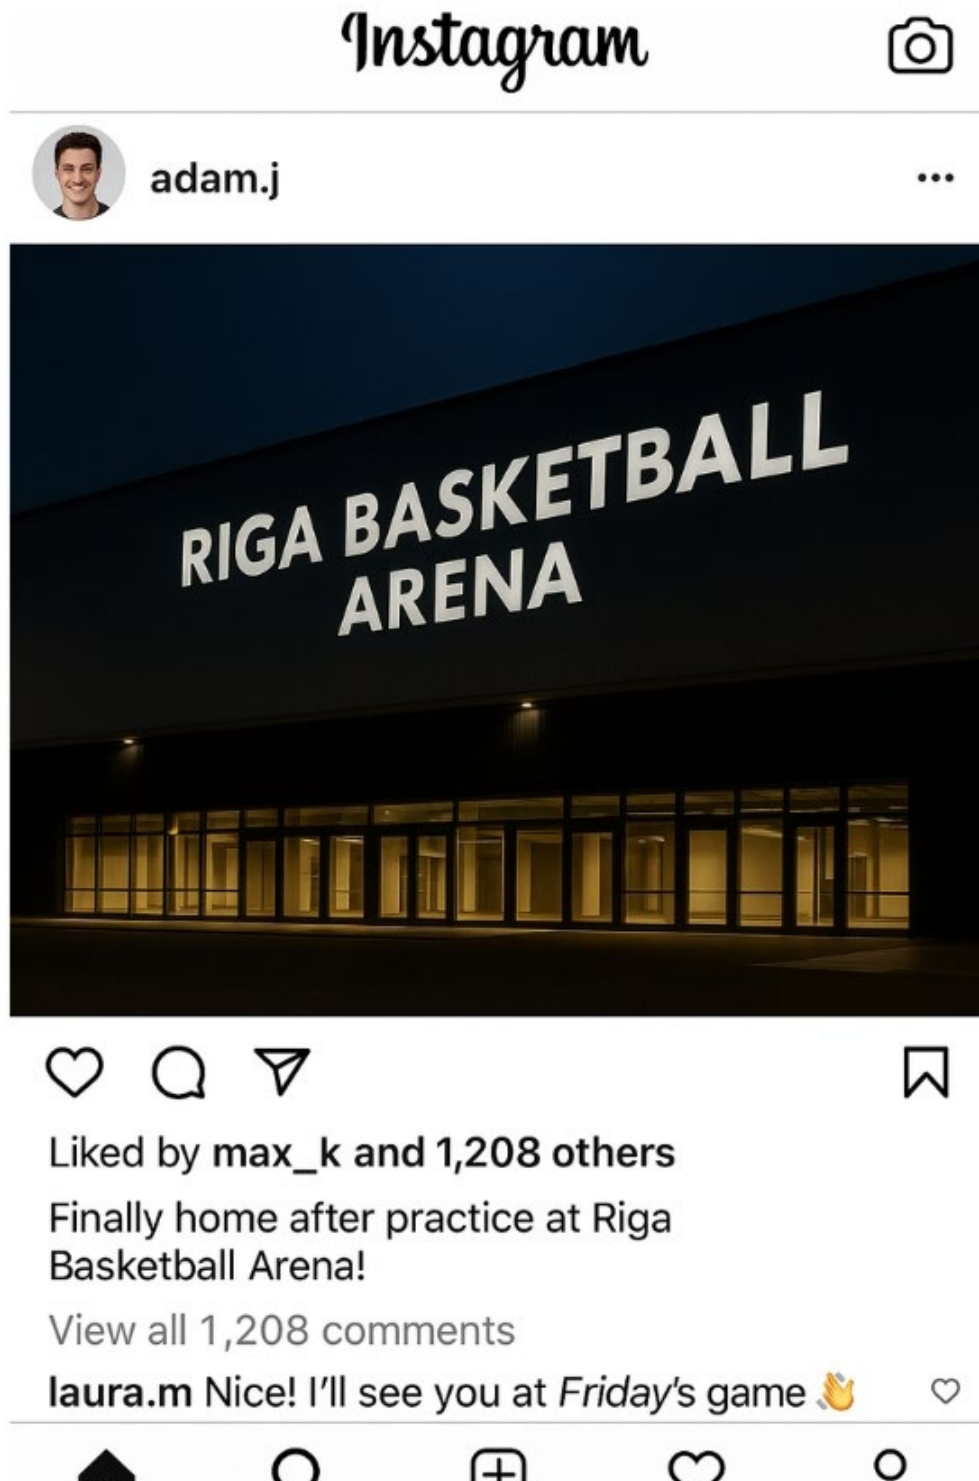 Instagram
adam.j
RIGA BASKETBALL
ARENA
Liked by max_k and 1,208 others
Finally home after practice at Riga
Basketball Arena!
View all 1,208 comments
laura.m Nice! I'll see you at Friday's game 👋